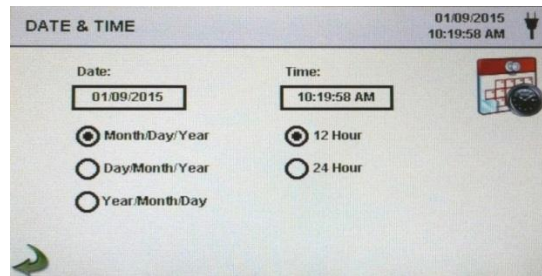 DATE & TIME
01/09/2015
10:19:58 AM
Date:
01/09/2015
Month/Day/Year
Day/Month/Year
Year/Month/Day
Time:
10:19:58 AM
12 Hour
24 Hour